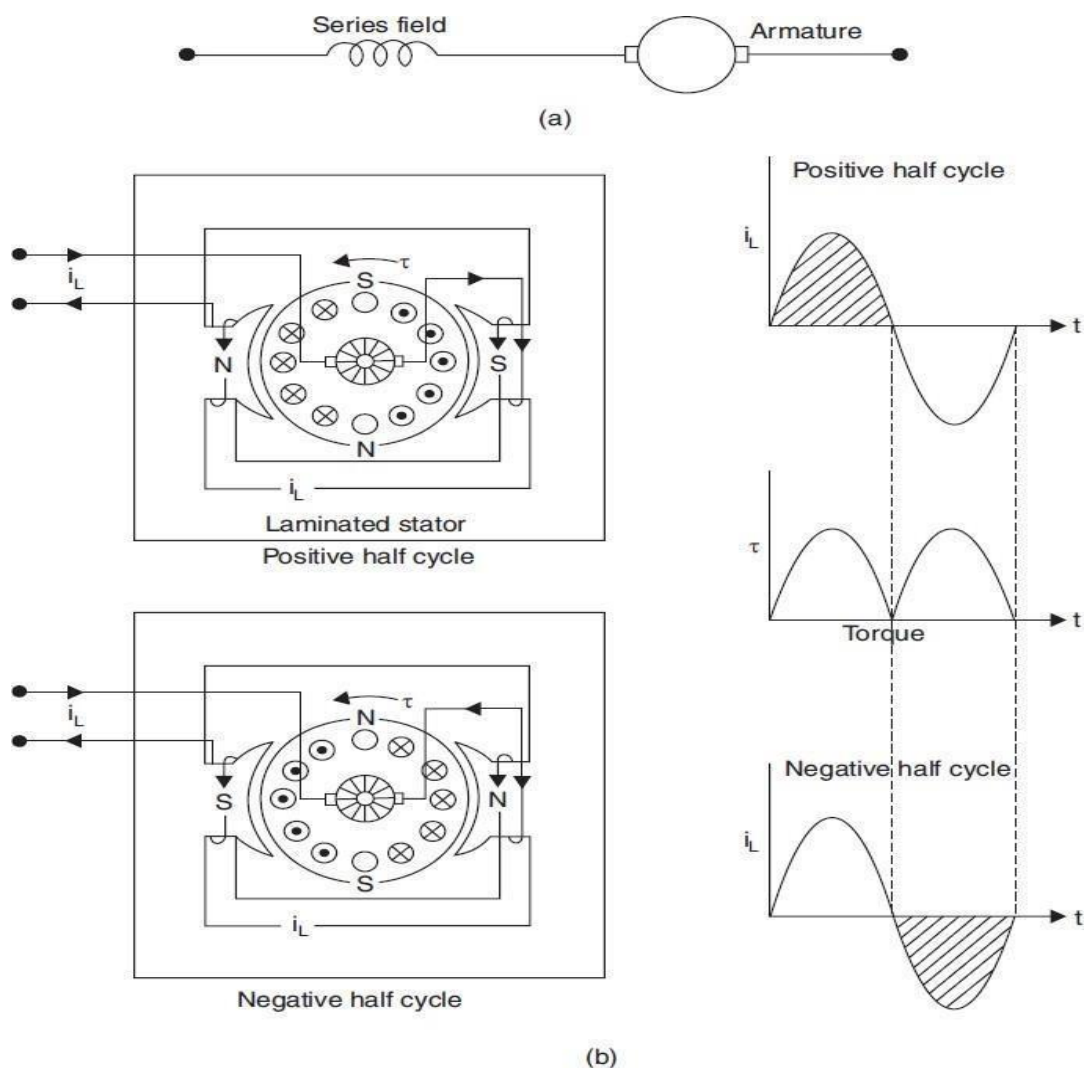 Series field
Armature
(a)
Positive half cycle
i_L
t
i_L
τ
S
N
S
N
i_L
Laminated stator
Positive half cycle
τ
t
Torque
i_L
τ
N
S
N
S
i_L
Negative half cycle
Negative half cycle
i_L
t
(b)